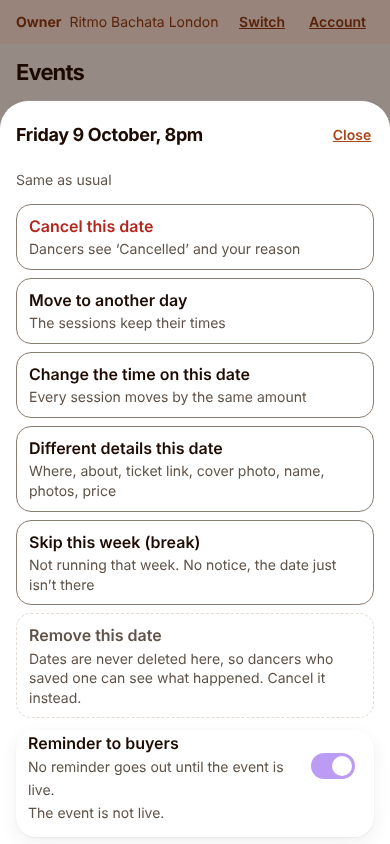 Owner Ritmo Bachata London Switch Account
Events
Friday 9 October, 8pm Close
Same as usual
Cancel this date
Dancers see ‘Cancelled’ and your reason
Move to another day
The sessions keep their times
Change the time on this date
Every session moves by the same amount
Different details this date
Where, about, ticket link, cover photo, name,
photos, price
Skip this week (break)
Not running that week. No notice, the date just
isn’t there
Remove this date
Dates are never deleted here, so dancers who
saved one can see what happened. Cancel it
instead.
Reminder to buyers
No reminder goes out until the event is
live.
The event is not live.